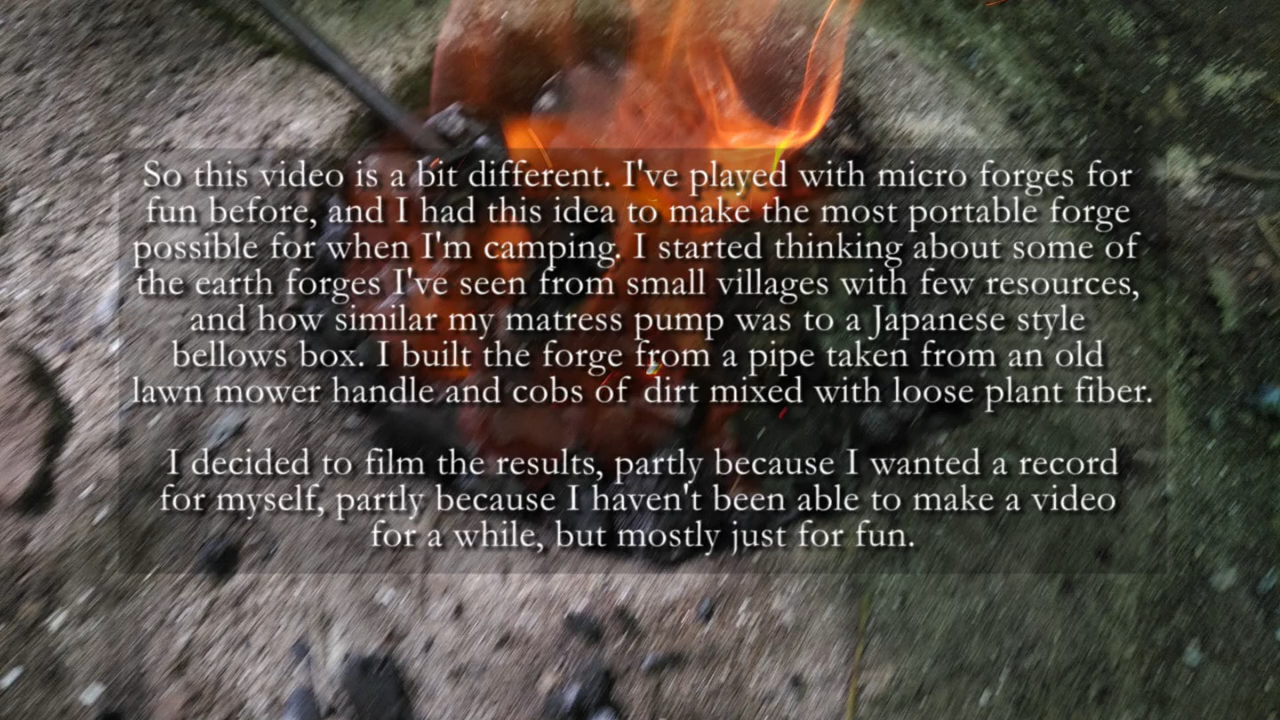 So this video is a bit different. I've played with micro forges for
fun before, and I had this idea to make the most portable forge
possible for when I'm camping. I started thinking about some of
the earth forges I've seen from small villages with few resources,
and how similar my matress pump was to a Japanese style
bellows box. I built the forge from a pipe taken from an old
lawn mower handle and cobs of dirt mixed with loose plant fiber.
I decided to film the results, partly because I wanted a record
for myself, partly because I haven't been able to make a video
for a while, but mostly just for fun.